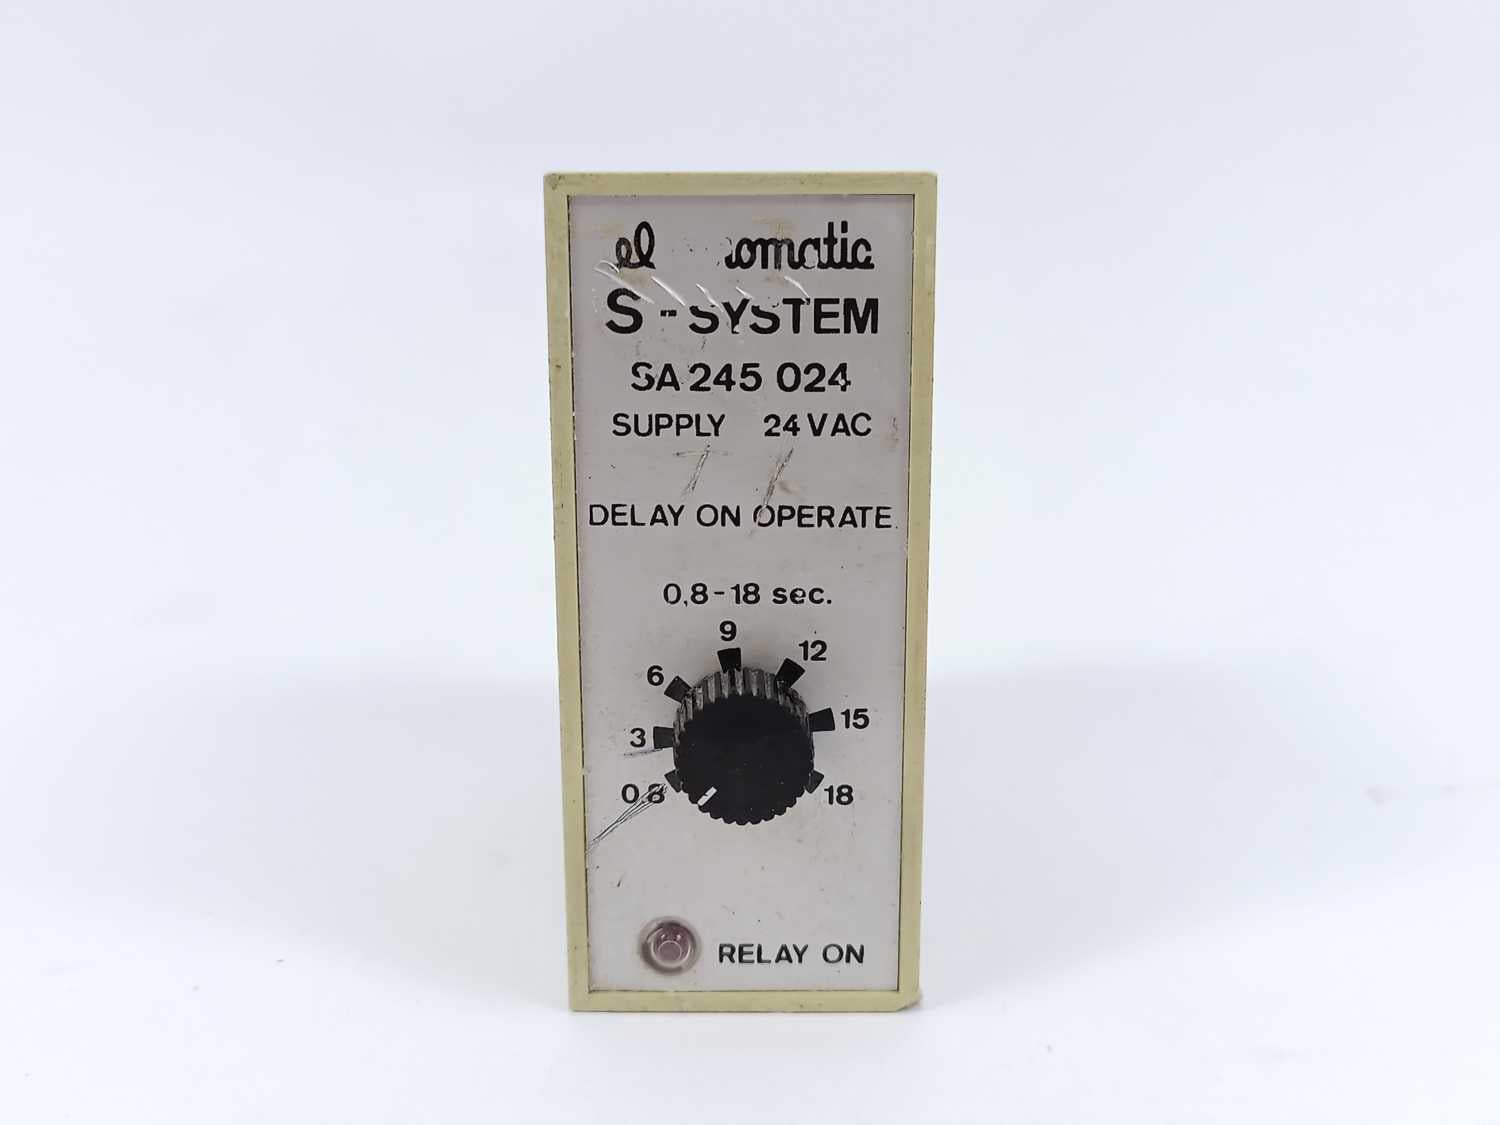 S-SYSTEM
SA 245 024
SUPPLY 24 VAC
DELAY ON OPERATE
0,8-18 sec.
9
12
6
15
3
0,8
18
RELAY ON